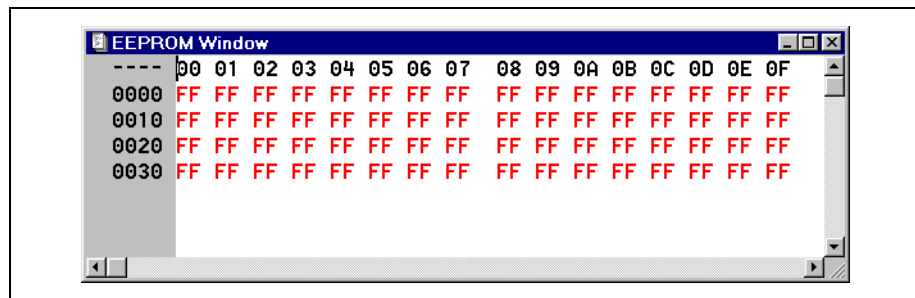 EEPROM Window
---- 00 01 02 03 04 05 06 07 08 09 0A 0B 0C 0D 0E 0F
0000 FF FF FF FF FF FF FF FF FF FF FF FF FF FF FF FF
0010 FF FF FF FF FF FF FF FF FF FF FF FF FF FF FF FF
0020 FF FF FF FF FF FF FF FF FF FF FF FF FF FF FF FF
0030 FF FF FF FF FF FF FF FF FF FF FF FF FF FF FF FF